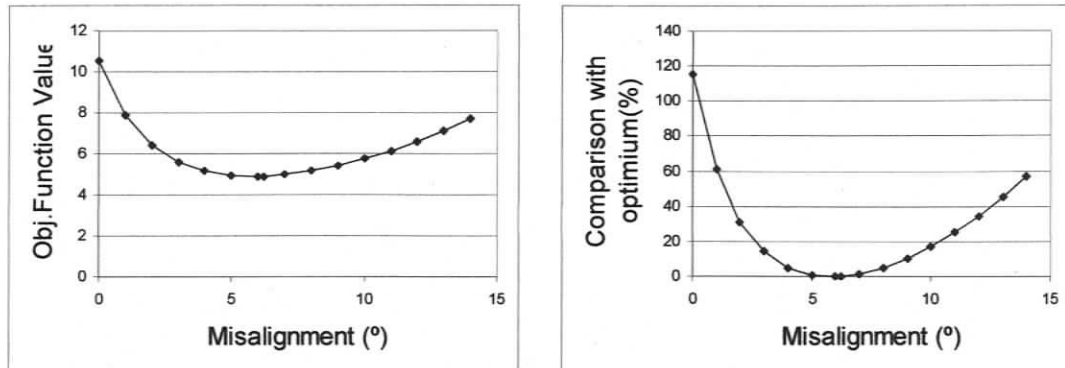 Obj.Function Value
12
10
8
6
4
2
0
0 5 10 15
Misalignment (º)
Comparison with
optimium(%)
140
120
100
80
60
40
20
0
0 5 10 15
Misalignment (º)